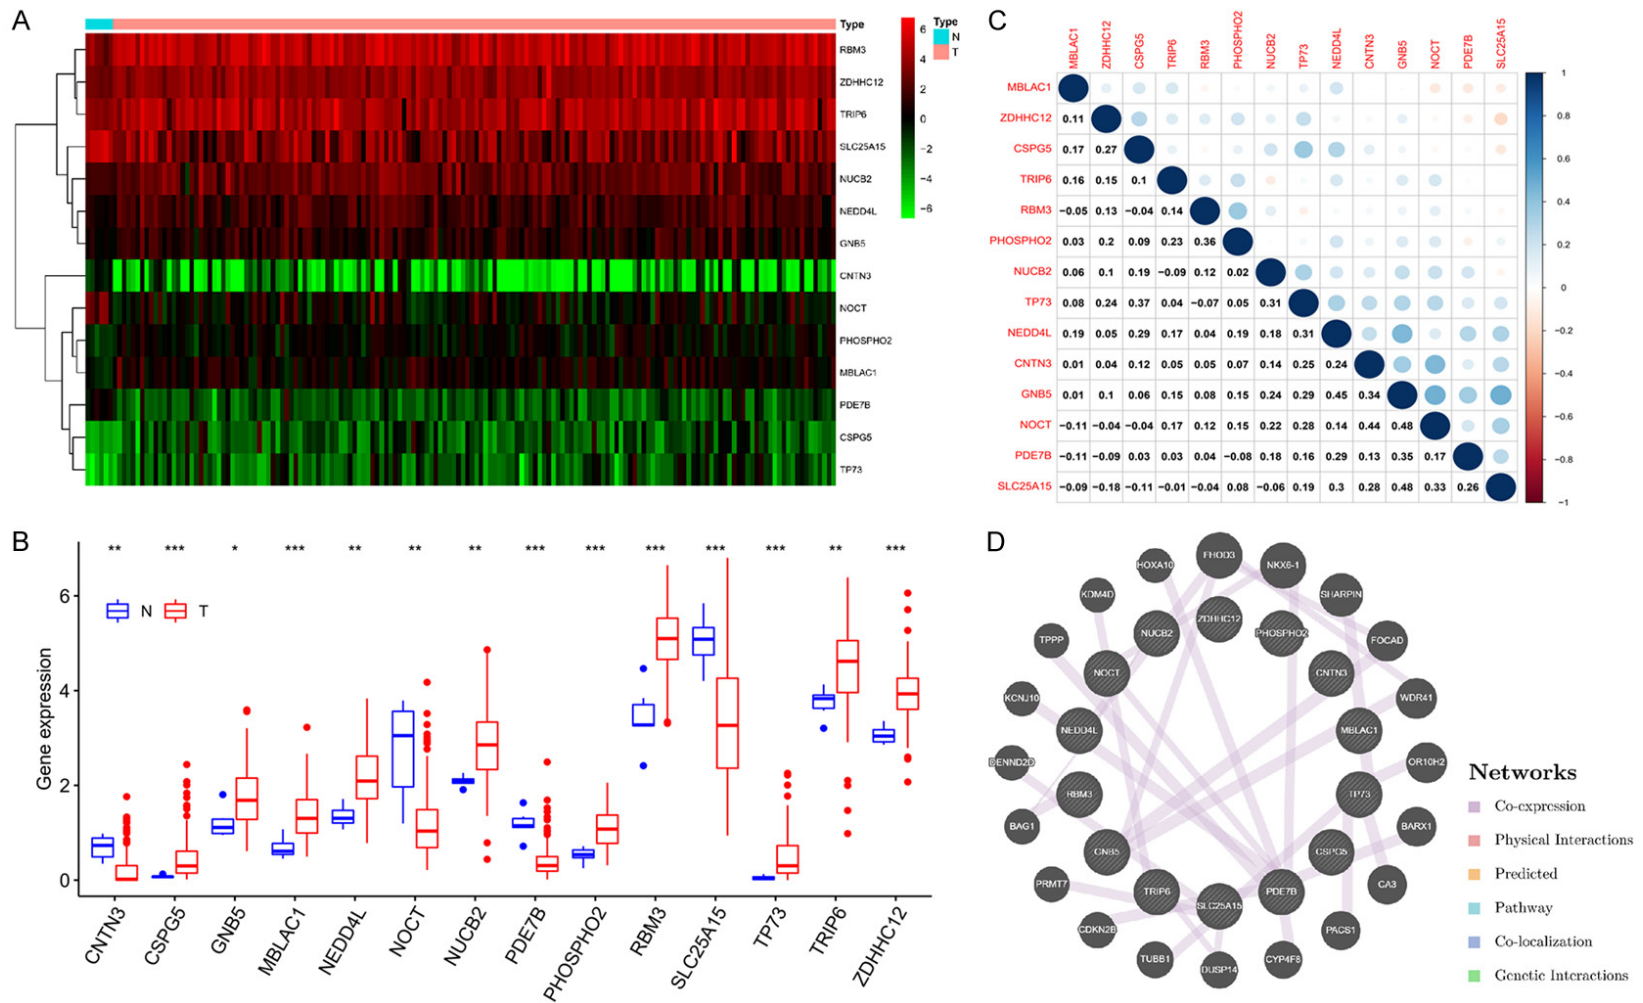 A
Type
Type
N
T
6
4
2
0
−2
−4
−6
RBM3
ZDHHC12
TRIP6
SLC25A15
NUCB2
NEDD4L
GNB5
CNTN3
NOCT
PHOSPHO2
MBLAC1
PDE7B
CSPG5
TP73
B
** *** * *** ** ** ** *** *** *** *** *** ** ***
Gene expression
6
4
2
0
N T
CNTN3
CSPG5
GNB5
MBLAC1
NEDD4L
NOCT
NUCB2
PDE7B
PHOSPHO2
RBM3
SLC25A15
TP73
TRIP6
ZDHHC12
C
MBLAC1 ZDHHC12 CSPG5 TRIP6 RBM3 PHOSPHO2 NUCB2 TP73 NEDD4L CNTN3 GNB5 NOCT PDE7B SLC25A15
MBLAC1
ZDHHC12 0.11
CSPG5 0.17 0.27
TRIP6 0.16 0.15 0.1
RBM3 −0.05 0.13 −0.04 0.14
PHOSPHO2 0.03 0.2 0.09 0.23 0.36
NUCB2 0.06 0.1 0.19 −0.09 0.12 0.02
TP73 0.08 0.24 0.37 0.04 −0.07 0.05 0.31
NEDD4L 0.19 0.05 0.29 0.17 0.04 0.19 0.18 0.31
CNTN3 0.01 0.04 0.12 0.05 0.05 0.07 0.14 0.25 0.24
GNB5 0.01 0.1 0.06 0.15 0.08 0.15 0.24 0.29 0.45 0.34
NOCT −0.11 −0.04 −0.04 0.17 0.12 0.15 0.22 0.28 0.14 0.44 0.48
PDE7B −0.11 −0.09 0.03 0.03 0.04 −0.08 0.18 0.16 0.29 0.13 0.35 0.17
SLC25A15 −0.09 −0.18 −0.11 −0.01 −0.04 0.08 −0.06 0.19 0.3 0.28 0.48 0.33 0.26
1
0.8
0.6
0.4
0.2
0
−0.2
−0.4
−0.6
−0.8
−1
D
FHOD3
HOXA10
NKX6-1
KDM4D
SHARPIN
ZDHHC12
NUCB2
PHOSPHO2
TPPP
FOCAD
NOCT
CNTN3
KCNJ10
WDR41
NEDD4L
MBLAC1
DENND2D
OR10H2
RBM3
TP73
BAG1
BARX1
GNB5
CSPG5
PRMT7
TRIP6
PDE7B
CA3
SLC25A15
CDKN2B
PACS1
TUBB1
CYP4F8
DUSP14
Networks
Co-expression
Physical Interactions
Predicted
Pathway
Co-localization
Genetic Interactions